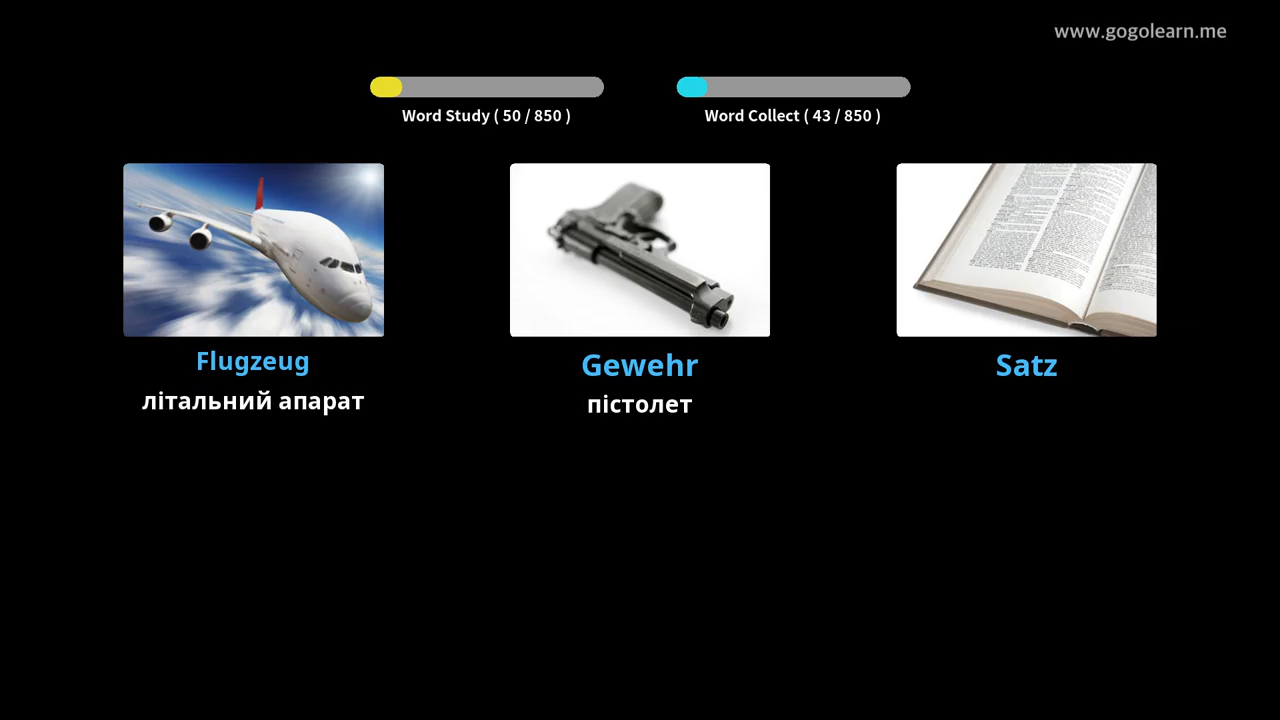 www.gogolearn.me
Word Study ( 50 / 850 )
Word Collect ( 43 / 850 )
Flugzeug
літальний апарат
Gewehr
пістолет
Satz